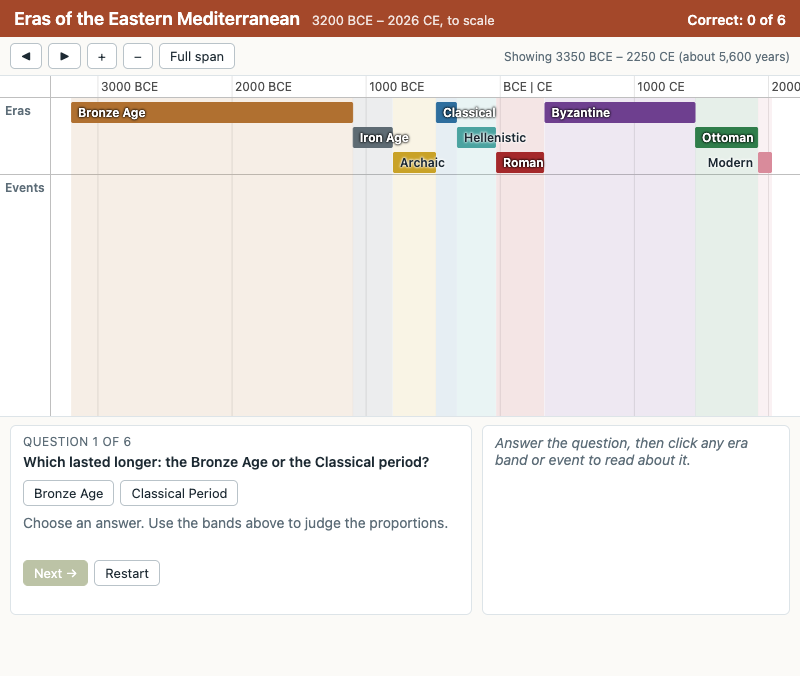 Eras of the Eastern Mediterranean 3200 BCE – 2026 CE, to scale Correct: 0 of 6
◄ ► + − Full span Showing 3350 BCE – 2250 CE (about 5,600 years)
3000 BCE 2000 BCE 1000 BCE BCE | CE 1000 CE 2000
Eras Bronze Age Classical Byzantine
Iron Age Hellenistic Ottoman
Archaic Roman Modern
Events
QUESTION 1 OF 6
Which lasted longer: the Bronze Age or the Classical period?
Bronze Age Classical Period
Choose an answer. Use the bands above to judge the proportions.
Next → Restart
Answer the question, then click any era
band or event to read about it.